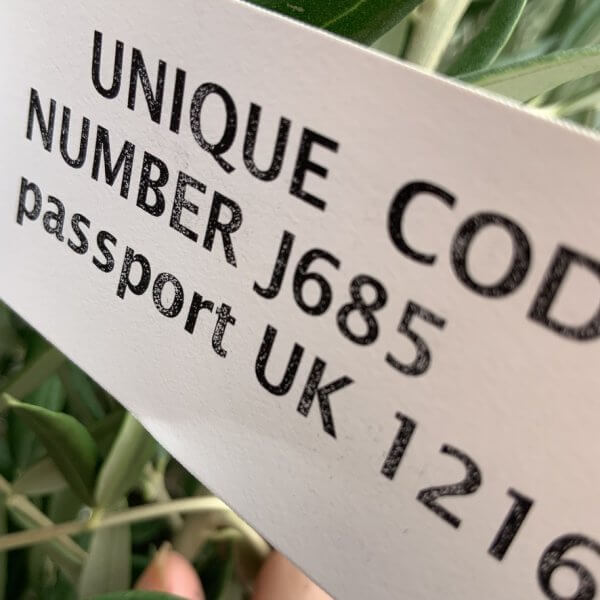 UNIQUE COD
NUMBER J685
passport UK 1216